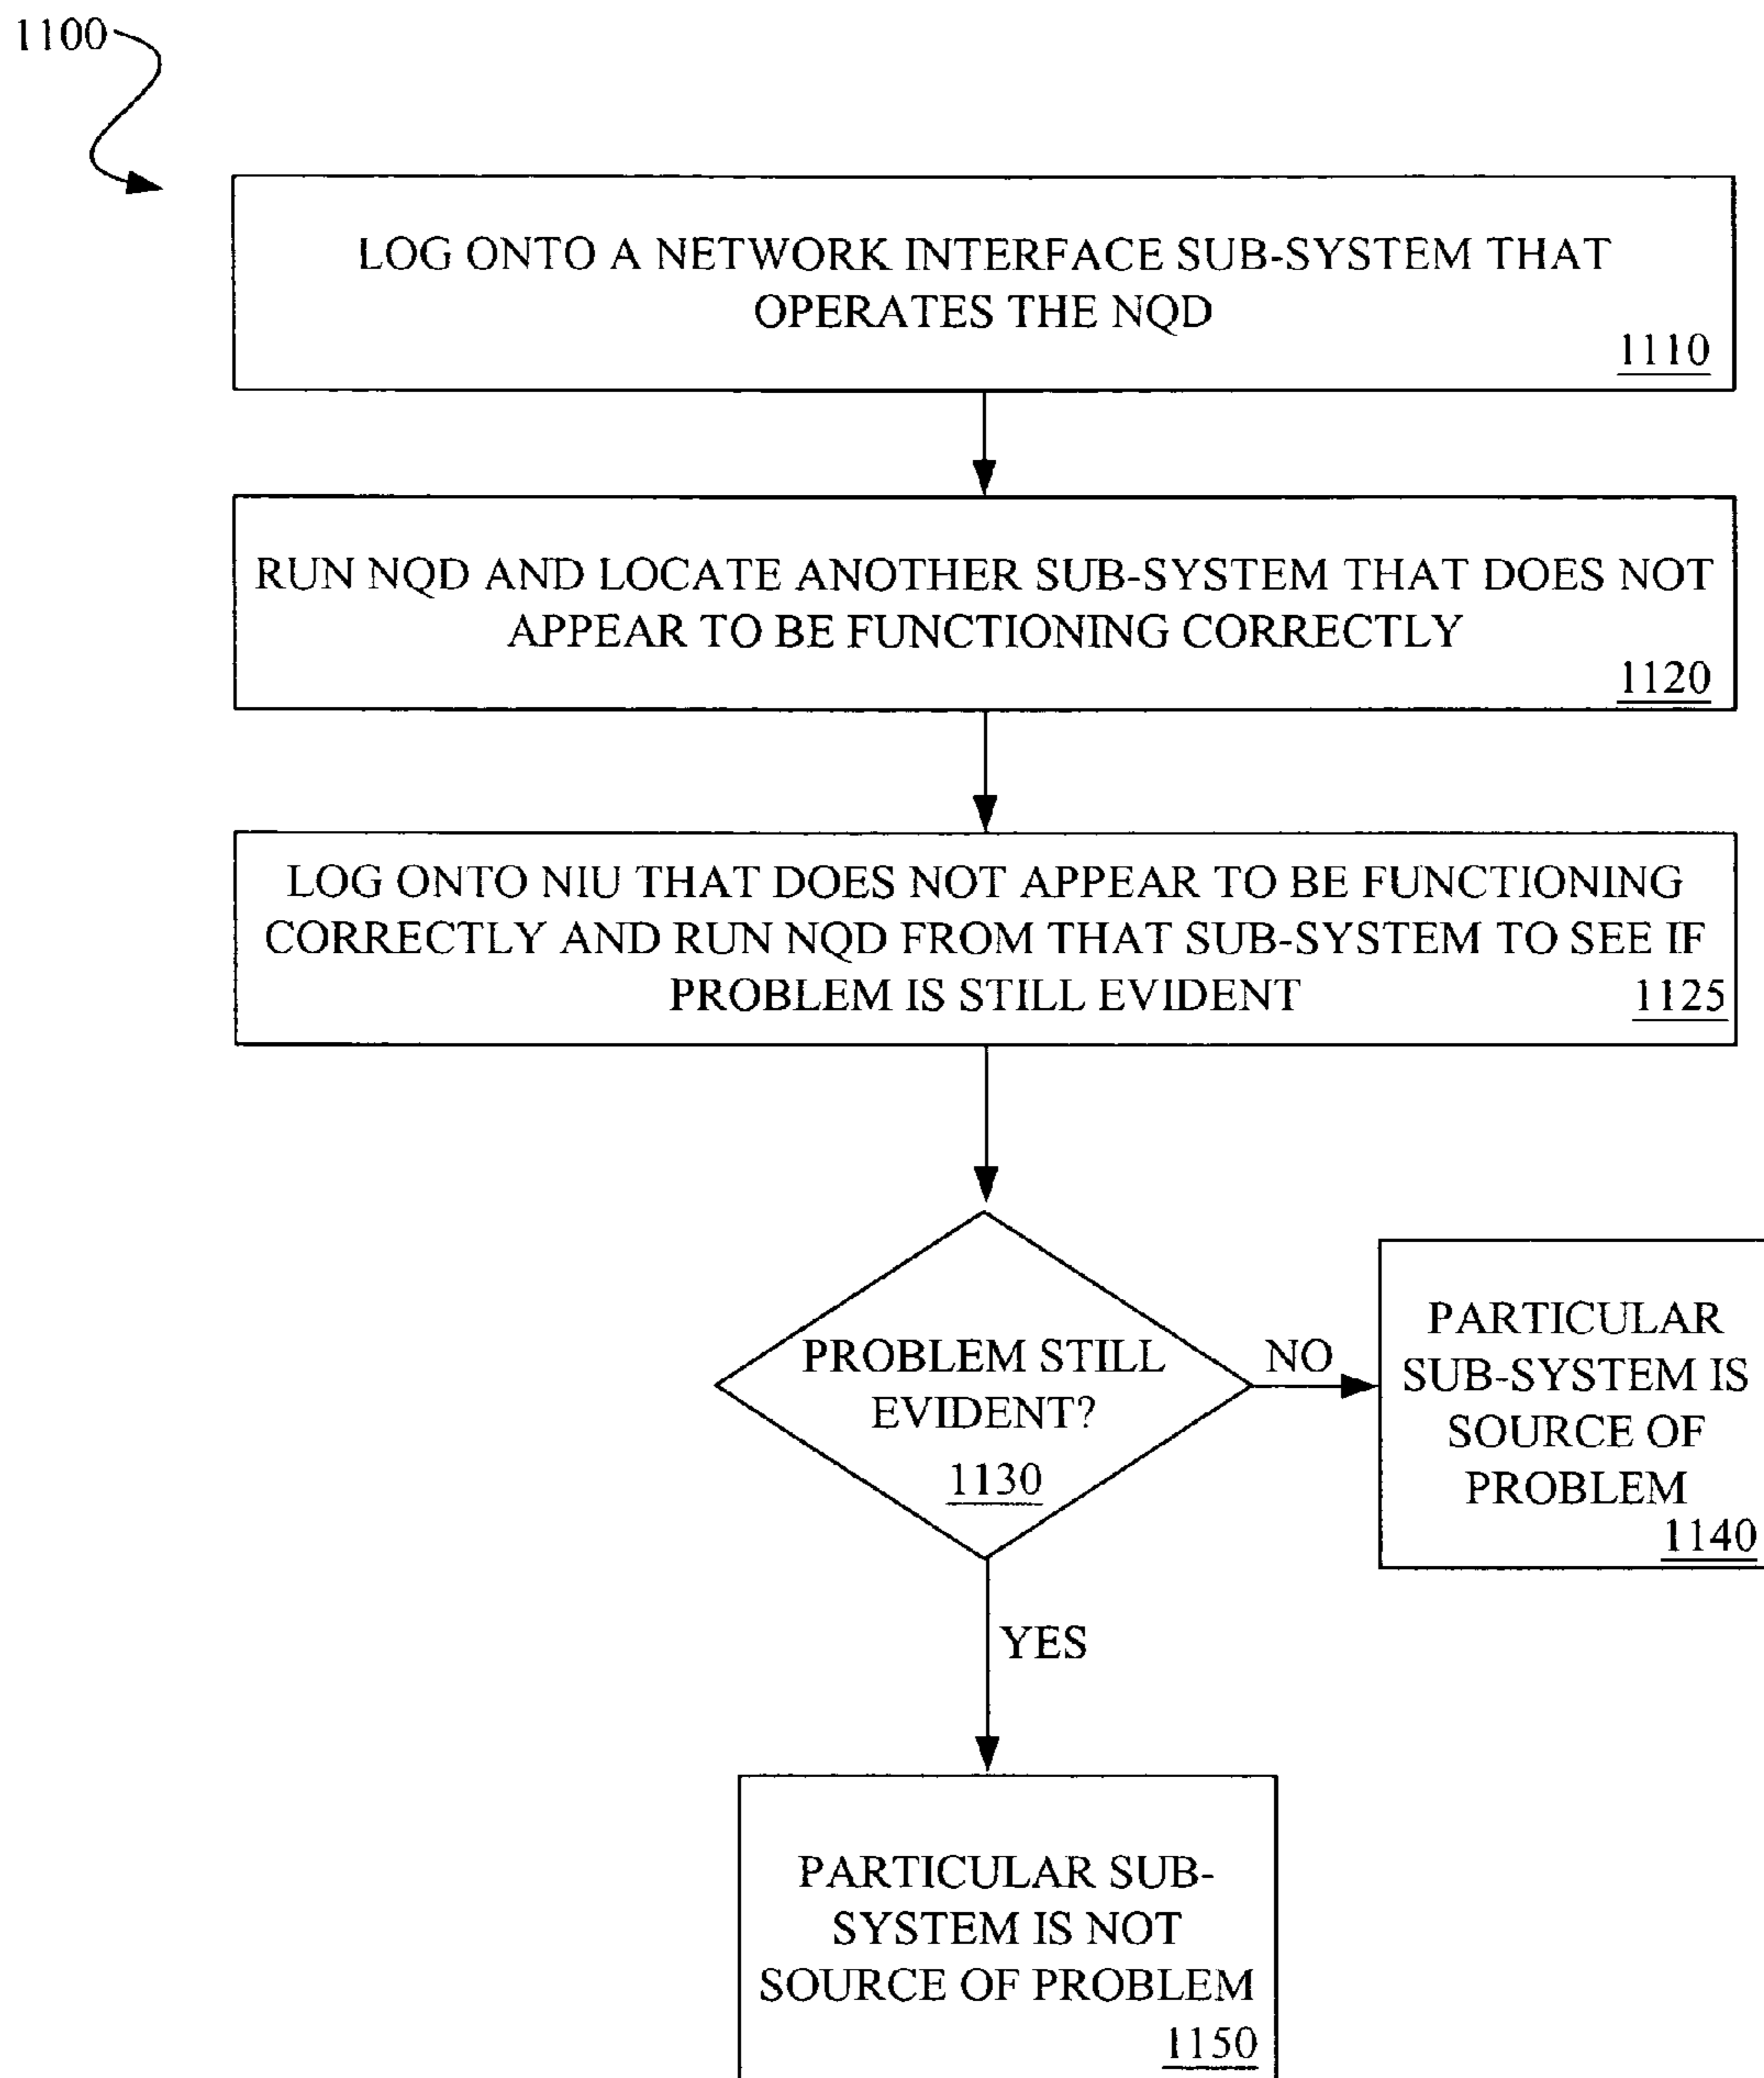 1100
LOG ONTO A NETWORK INTERFACE SUB-SYSTEM THAT
OPERATES THE NQD
1110
RUN NQD AND LOCATE ANOTHER SUB-SYSTEM THAT DOES NOT
APPEAR TO BE FUNCTIONING CORRECTLY
1120
LOG ONTO NIU THAT DOES NOT APPEAR TO BE FUNCTIONING
CORRECTLY AND RUN NQD FROM THAT SUB-SYSTEM TO SEE IF
PROBLEM IS STILL EVIDENT
1125
PROBLEM STILL
EVIDENT?
1130
NO
PARTICULAR
SUB-SYSTEM IS
SOURCE OF
PROBLEM
1140
YES
PARTICULAR SUB-
SYSTEM IS NOT
SOURCE OF PROBLEM
1150